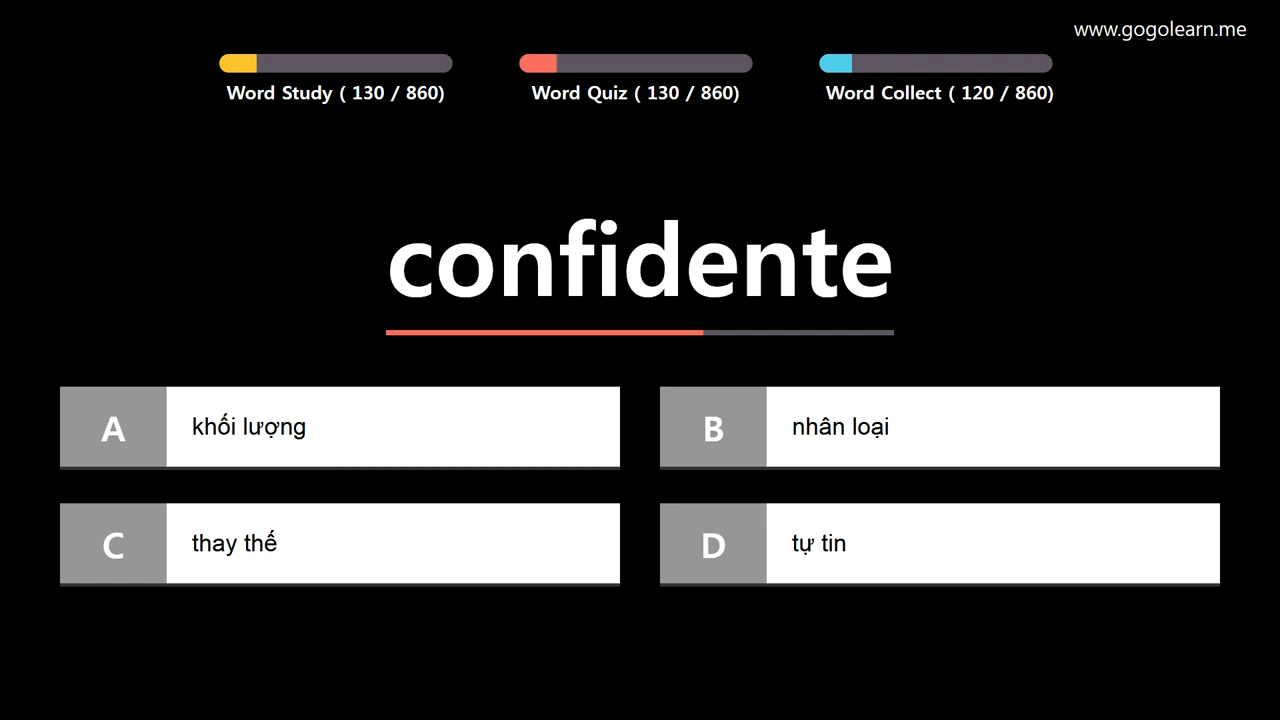 www.gogolearn.me
Word Study ( 130 / 860)
Word Quiz ( 130 / 860)
Word Collect ( 120 / 860)
confidente
A
khối lượng
B
nhân loại
C
thay thế
D
tự tin